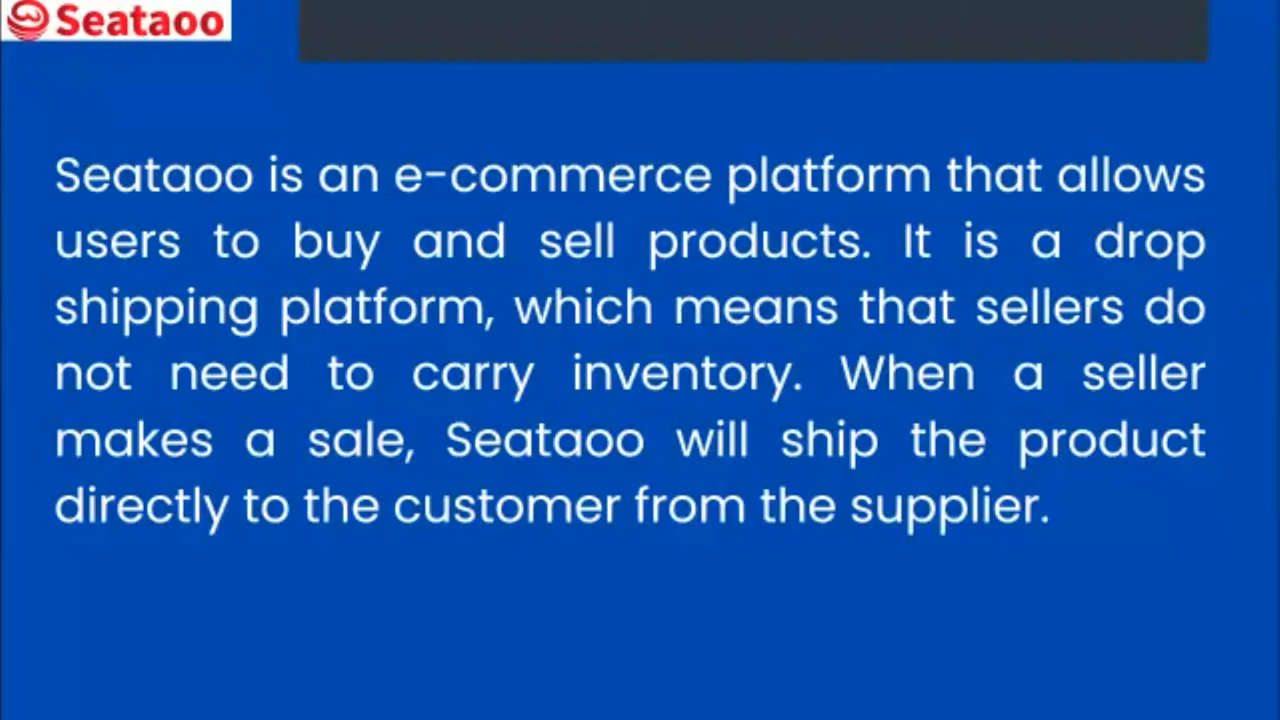 Seataoo
Seataoo is an e-commerce platform that allows
users to buy and sell products. It is a drop
shipping platform, which means that sellers do
not need to carry inventory. When a seller
makes a sale, Seataoo will ship the product
directly to the customer from the supplier.